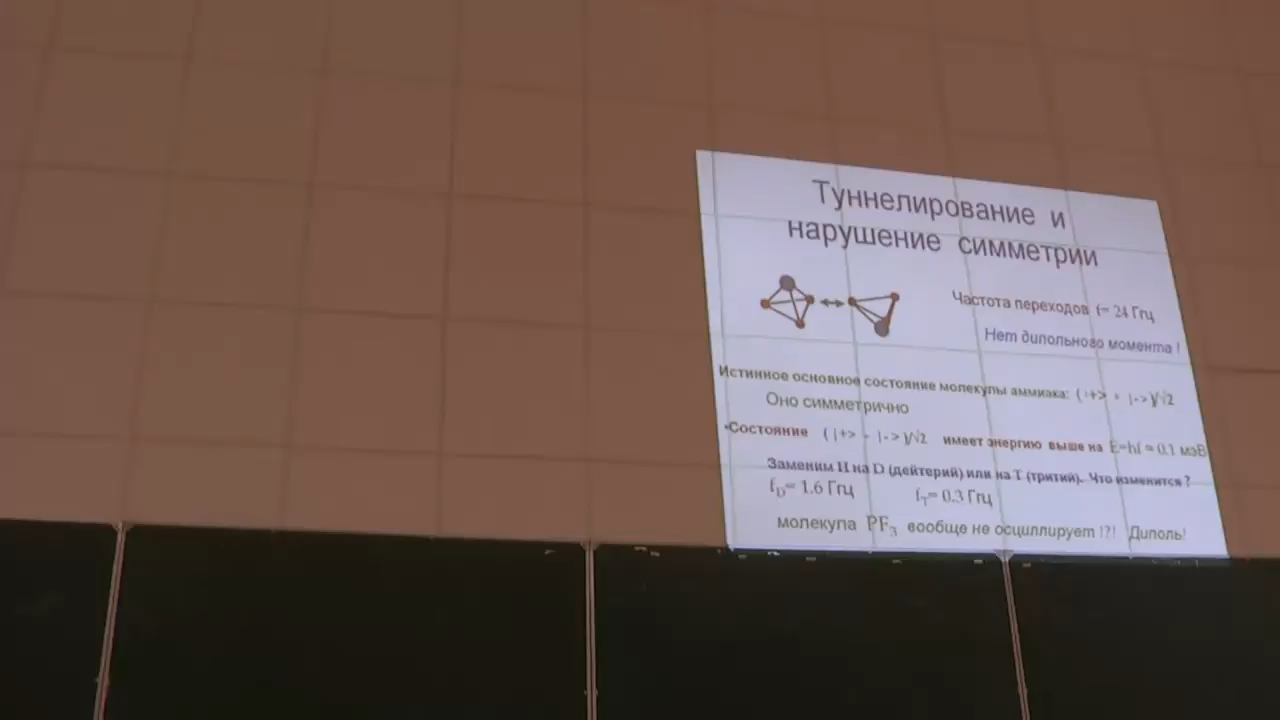 Туннелирование и
нарушение симметрии
Частота переходов f= 24 Ггц
Нет дипольного момента !
Истинное основное состояние молекулы аммиака: ( |+> + |-> )/√2
Оно симметрично
•Состояние ( |+> - |-> )/√2 имеет энергию выше на E=hf ≈ 0.1 мэВ
Заменим H на D (дейтерий) или на T (тритий). Что изменится ?
f_D= 1.6 Ггц f_T= 0.3 Ггц
молекула PF₃ вообще не осциллирует !?! Диполь!